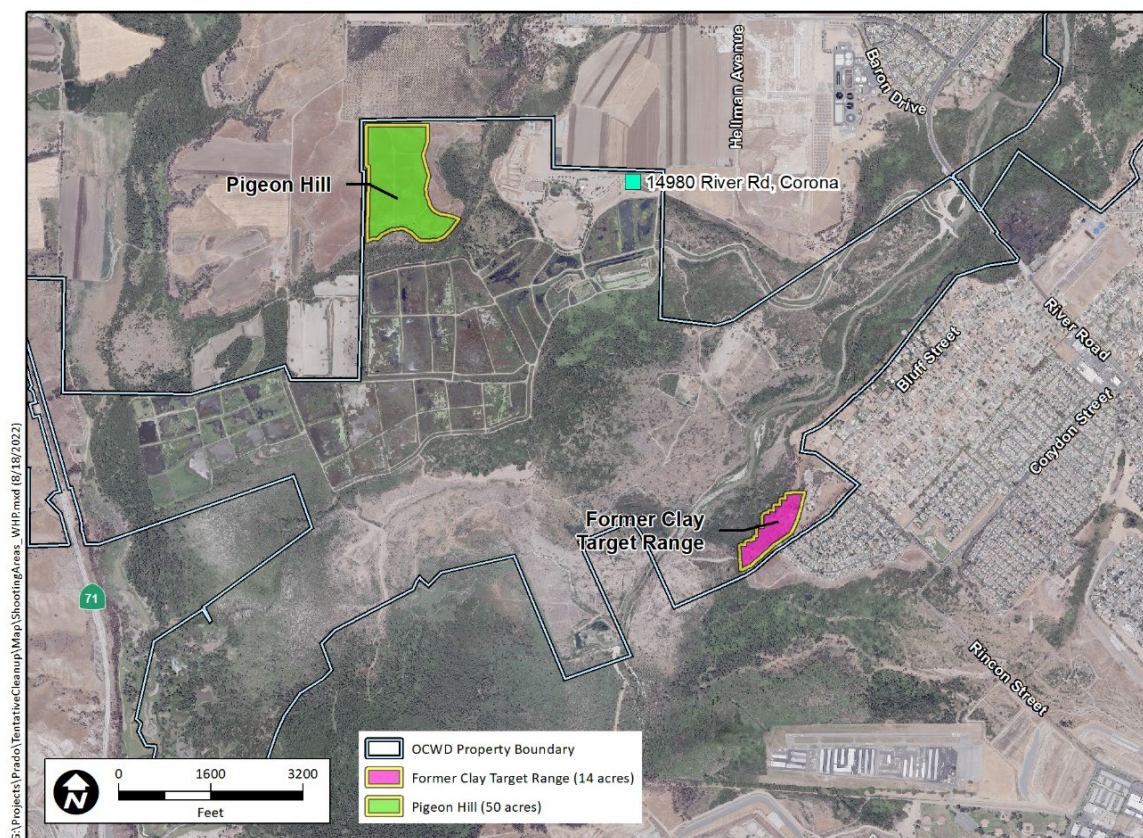 Hellman Avenue
Baron Drive
Pigeon Hill
14980 River Rd, Corona
River Road
Bluff Street
Corydon Street
Former Clay
Target Range
71
Rincon Street
G:\Projects\Prado\TentativeCleanup\Map\ShootingAreas_WHP.mxd (8/18/2022)
N
0 1600 3200
Feet
OCWD Property Boundary
Former Clay Target Range (14 acres)
Pigeon Hill (50 acres)